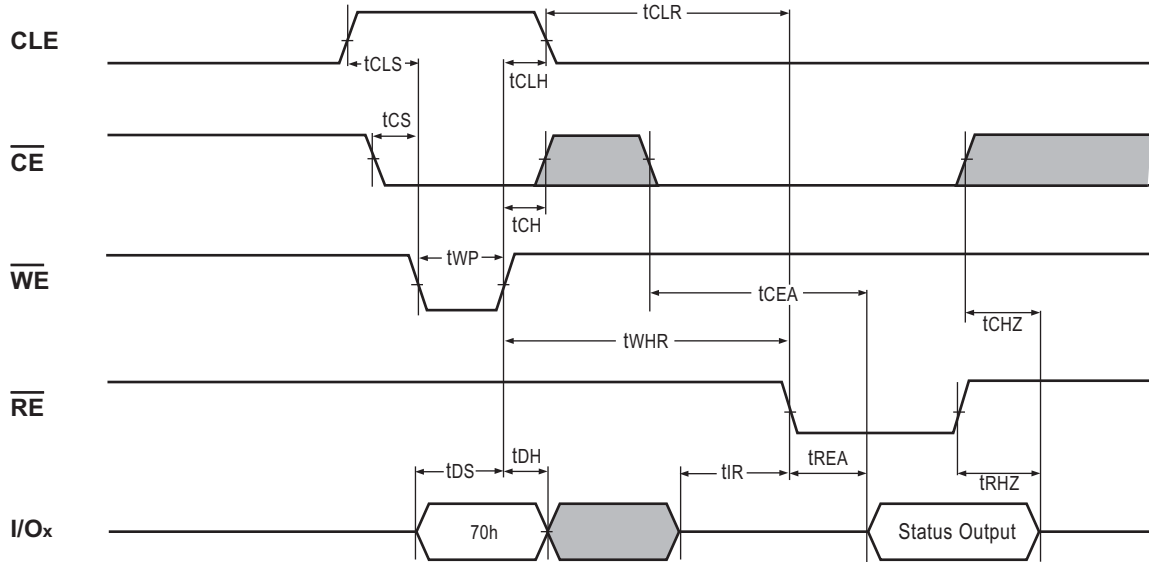 tCLR
CLE
tCLS
tCLH
tCS
CE
tCH
tWP
WE
tCEA
tCHZ
tWHR
RE
tDH
tDS
tIR
tREA
tRHZ
I/Ox
70h
Status Output